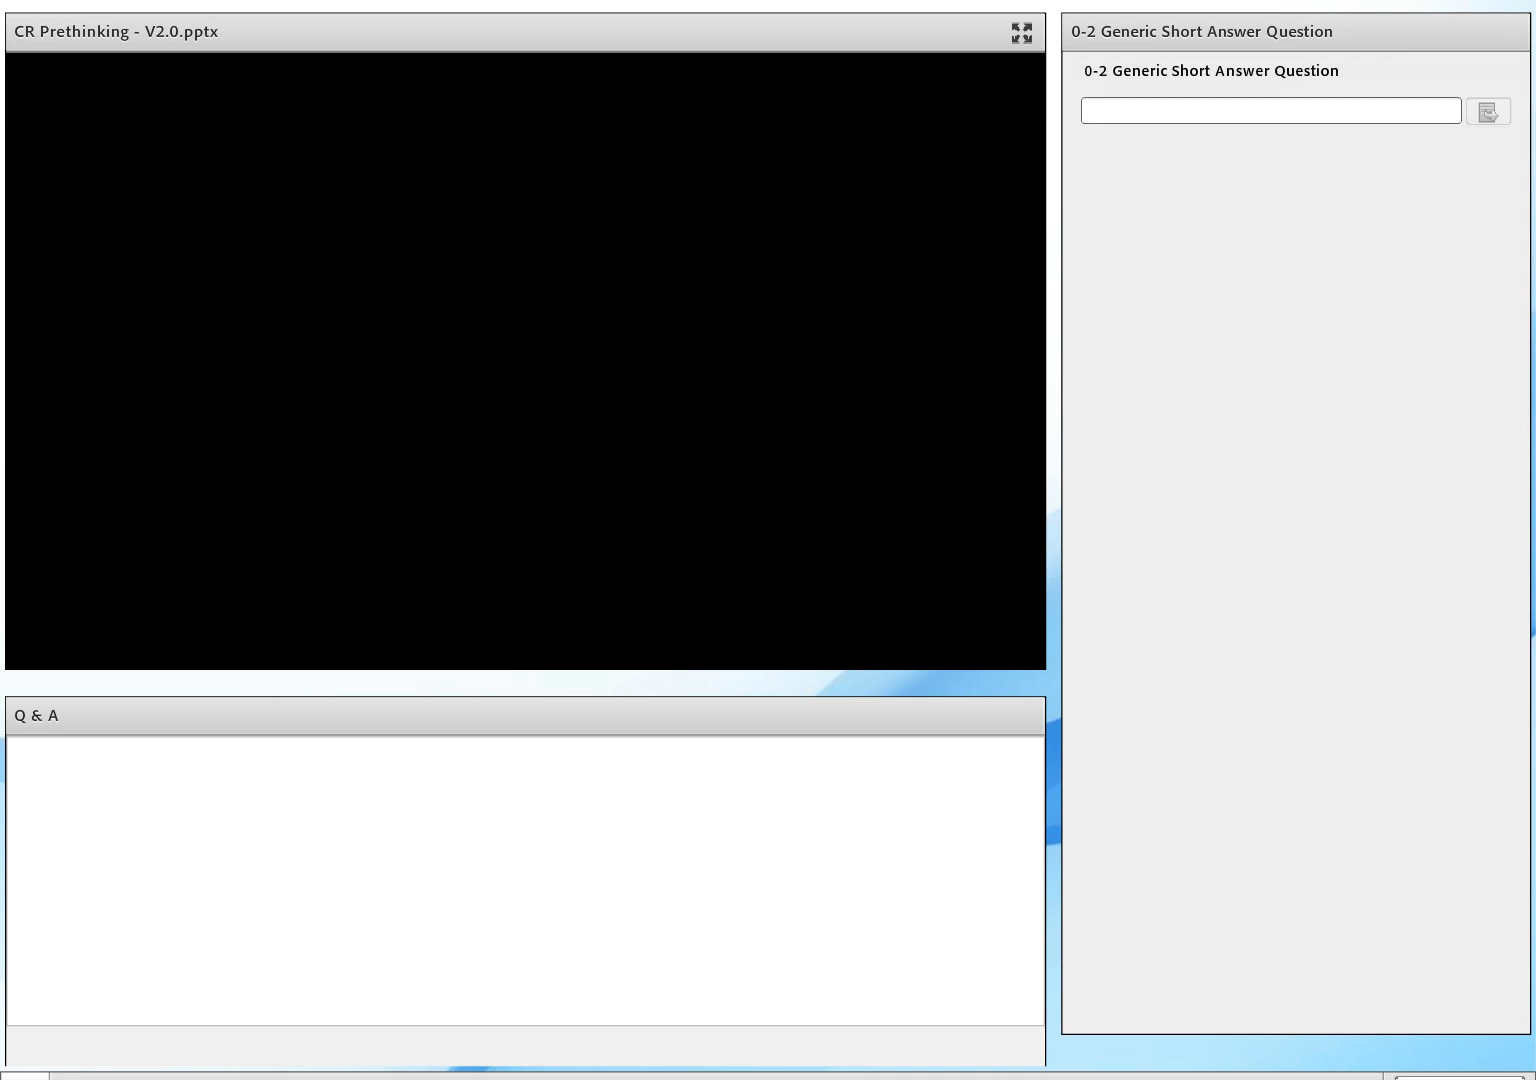 CR Prethinking - V2.0.pptx
0-2 Generic Short Answer Question
0-2 Generic Short Answer Question
Q & A